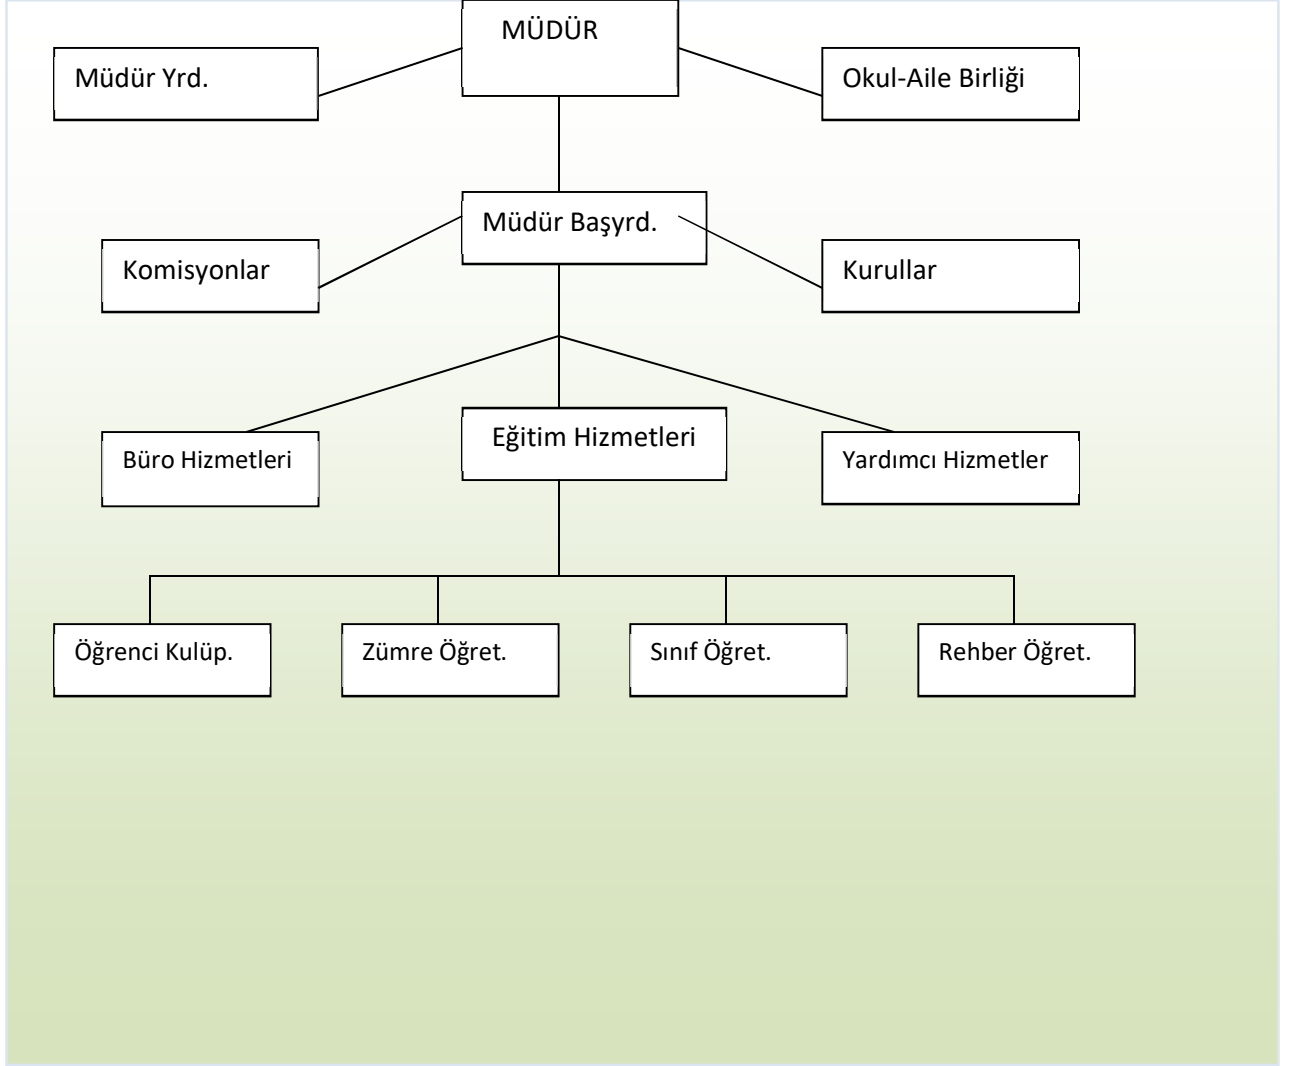 MÜDÜR
Müdür Yrd.
Okul-Aile Birliği
Müdür Başyrd.
Komisyonlar
Kurullar
Eğitim Hizmetleri
Büro Hizmetleri
Yardımcı Hizmetler
Öğrenci Kulüp.
Zümre Öğret.
Sınıf Öğret.
Rehber Öğret.